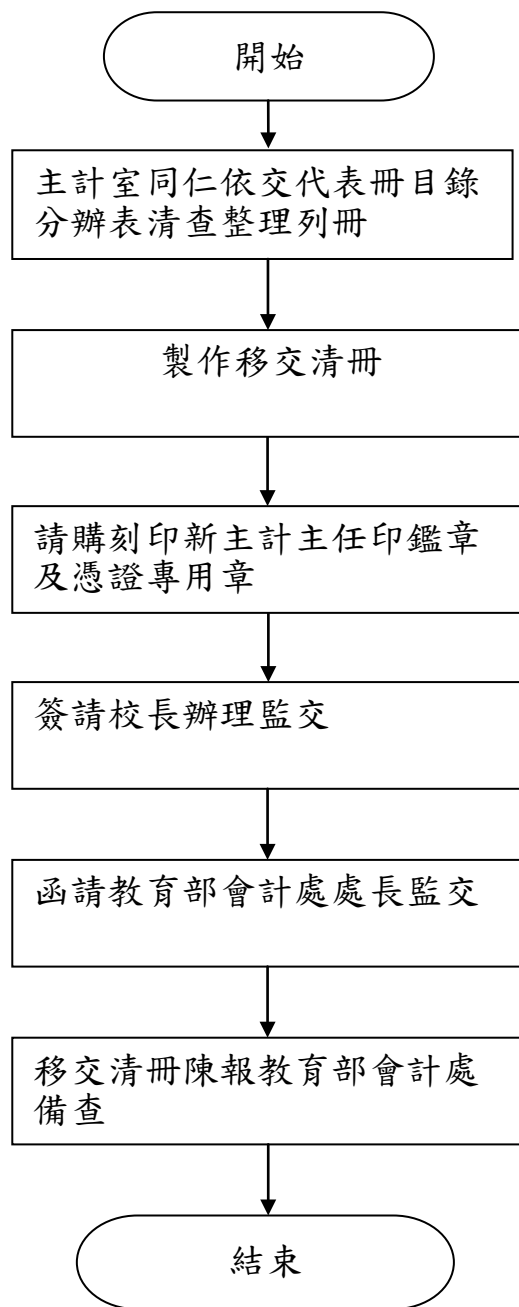 開始
主計室同仁依交代表冊目錄
分辦表清查整理列冊
製作移交清冊
請購刻印新主計主任印鑑章
及憑證專用章
簽請校長辦理監交
函請教育部會計處處長監交
移交清冊陳報教育部會計處
備查
結束